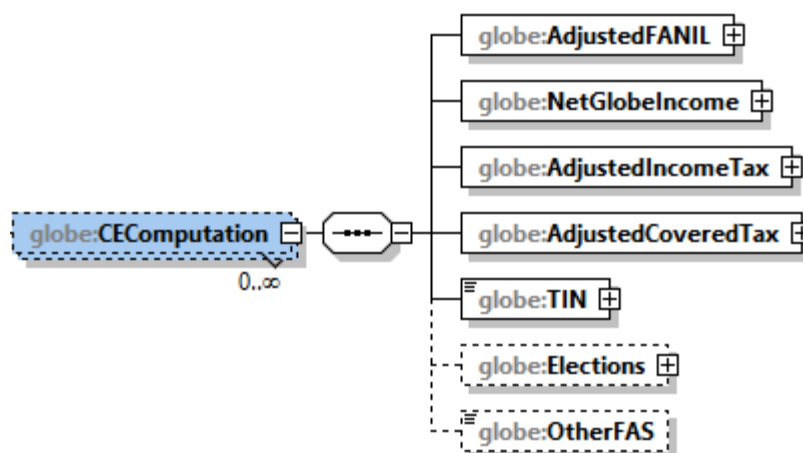 globe:AdjustedFANIL
globe:NetGlobeIncome
globe:AdjustedIncomeTax
globe:CEComputation
0..∞
globe:AdjustedCoveredTax
globe:TIN
globe:Elections
globe:OtherFAS